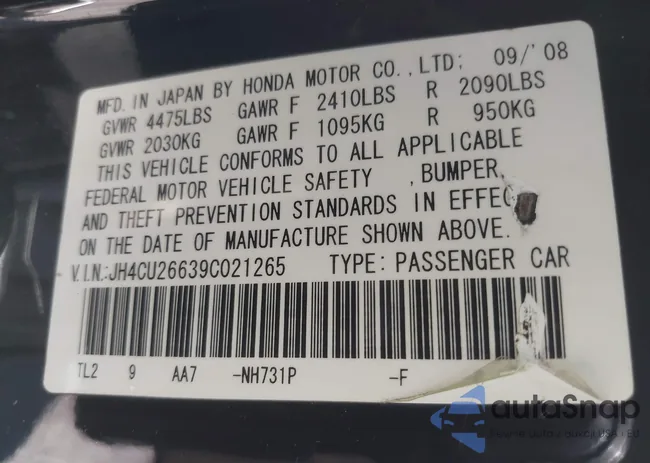 MFD. IN JAPAN BY HONDA MOTOR CO., LTD: 09/'08
GVWR 4475LBS GAWR F 2410LBS R 2090LBS
GVWR 2030KG GAWR F 1095KG R 950KG
THIS VEHICLE CONFORMS TO ALL APPLICABLE
FEDERAL MOTOR VEHICLE SAFETY , BUMPER,
AND THEFT PREVENTION STANDARDS IN EFFEC
ON THE DATE OF MANUFACTURE SHOWN ABOVE.
V.I.N.:JH4CU26639C021265 TYPE: PASSENGER CAR
TL2 9 AA7 -NH731P -F
autoSnap